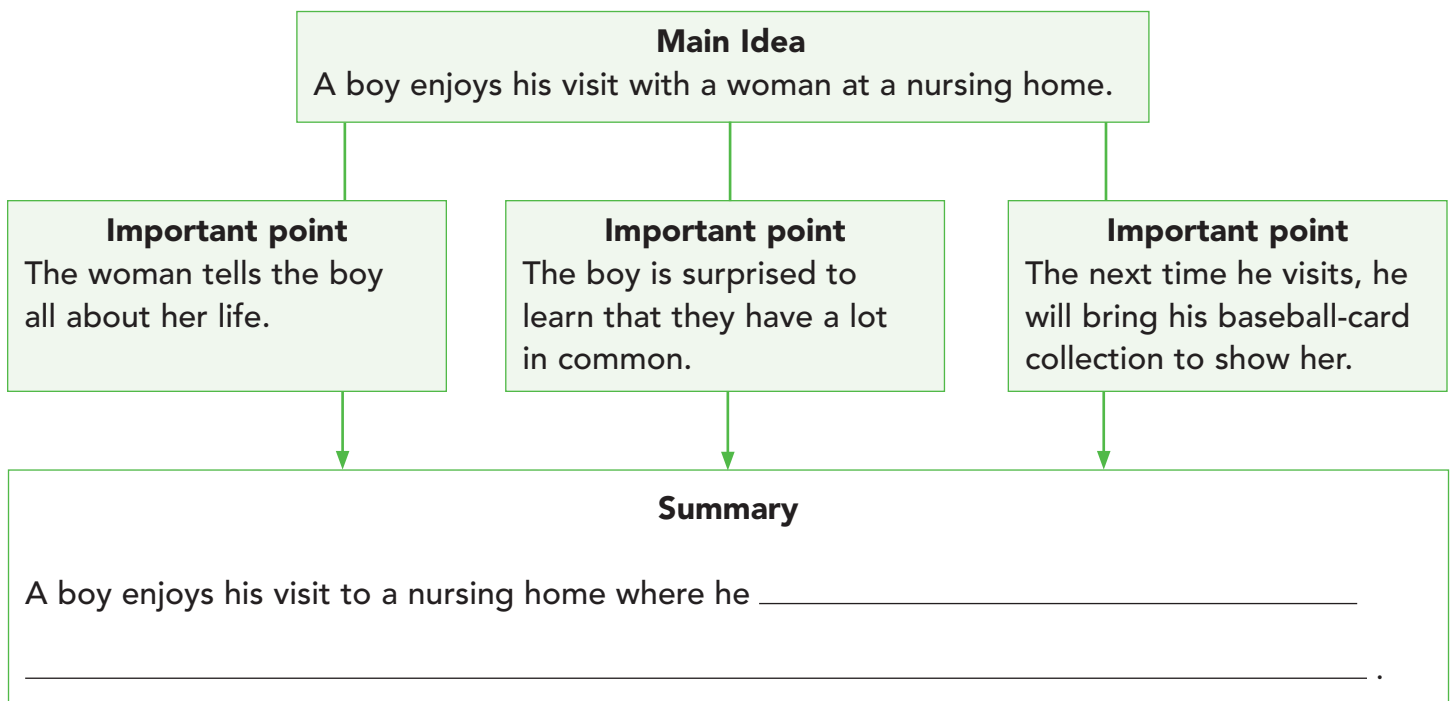 Main Idea
A boy enjoys his visit with a woman at a nursing home.
Important point
The woman tells the boy
all about her life.
Important point
The boy is surprised to
learn that they have a lot
in common.
Important point
The next time he visits, he
will bring his baseball-card
collection to show her.
Summary
A boy enjoys his visit to a nursing home where he
.